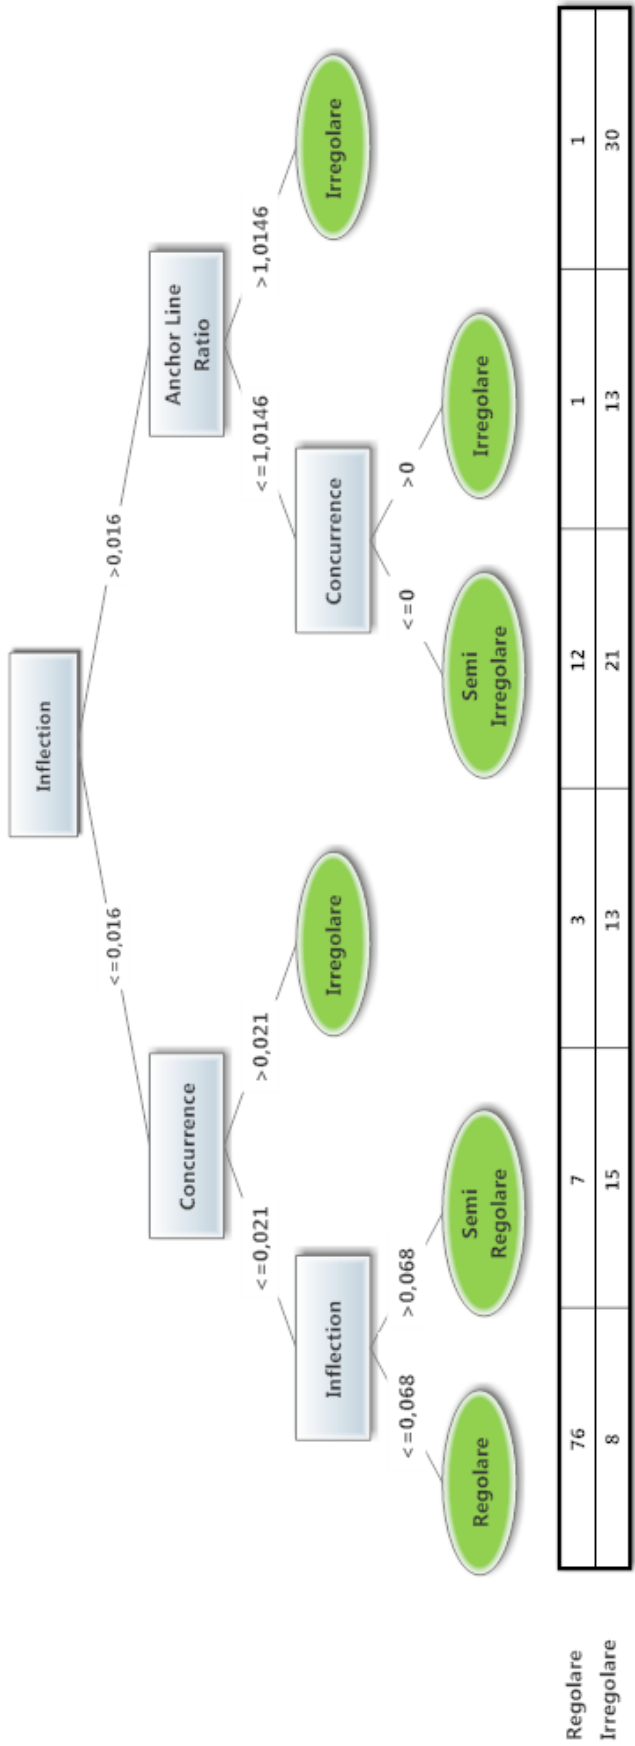 Inflection
<=0,016
>0,016
Concurrence
Anchor Line
Ratio
<=0,021
>0,021
<=1,0146
>1,0146
Inflection
Irregolare
Concurrence
Irregolare
<=0,068
>0,068
<=0
>0
Regolare
Semi
Regolare
Semi
Irregolare
Irregolare
Regolare 76 7 3 12 1 1
Irregolare 8 15 13 21 13 30